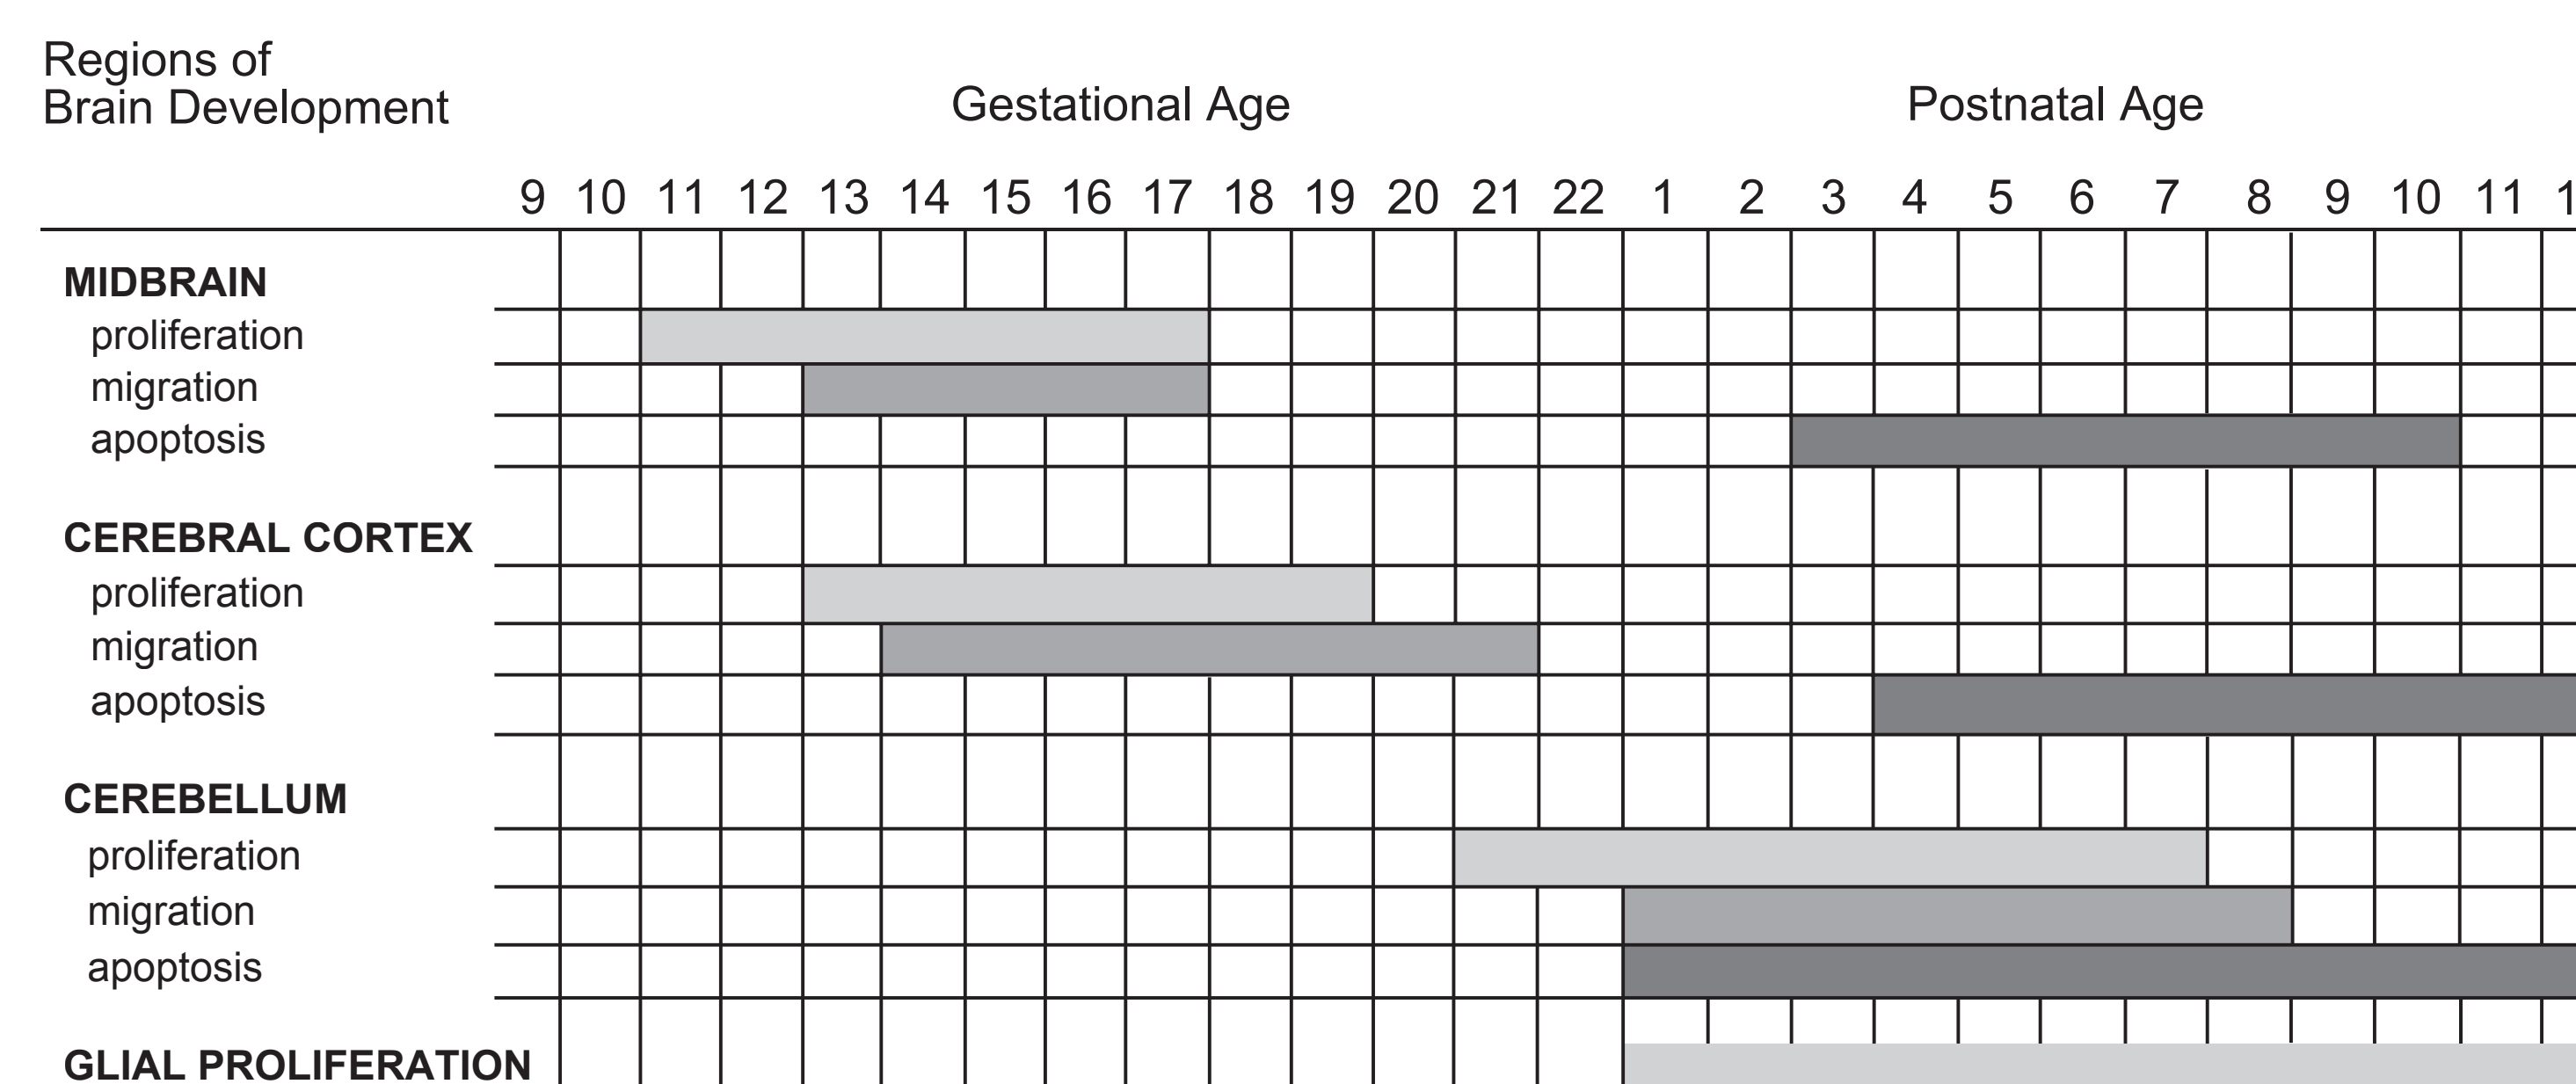 Regions of
Brain Development
Gestational Age
Postnatal Age
9 10 11 12 13 14 15 16 17 18 19 20 21 22 1 2 3 4 5 6 7 8 9 10 11 1
MIDBRAIN
proliferation
migration
apoptosis
CEREBRAL CORTEX
proliferation
migration
apoptosis
CEREBELLUM
proliferation
migration
apoptosis
GLIAL PROLIFERATION